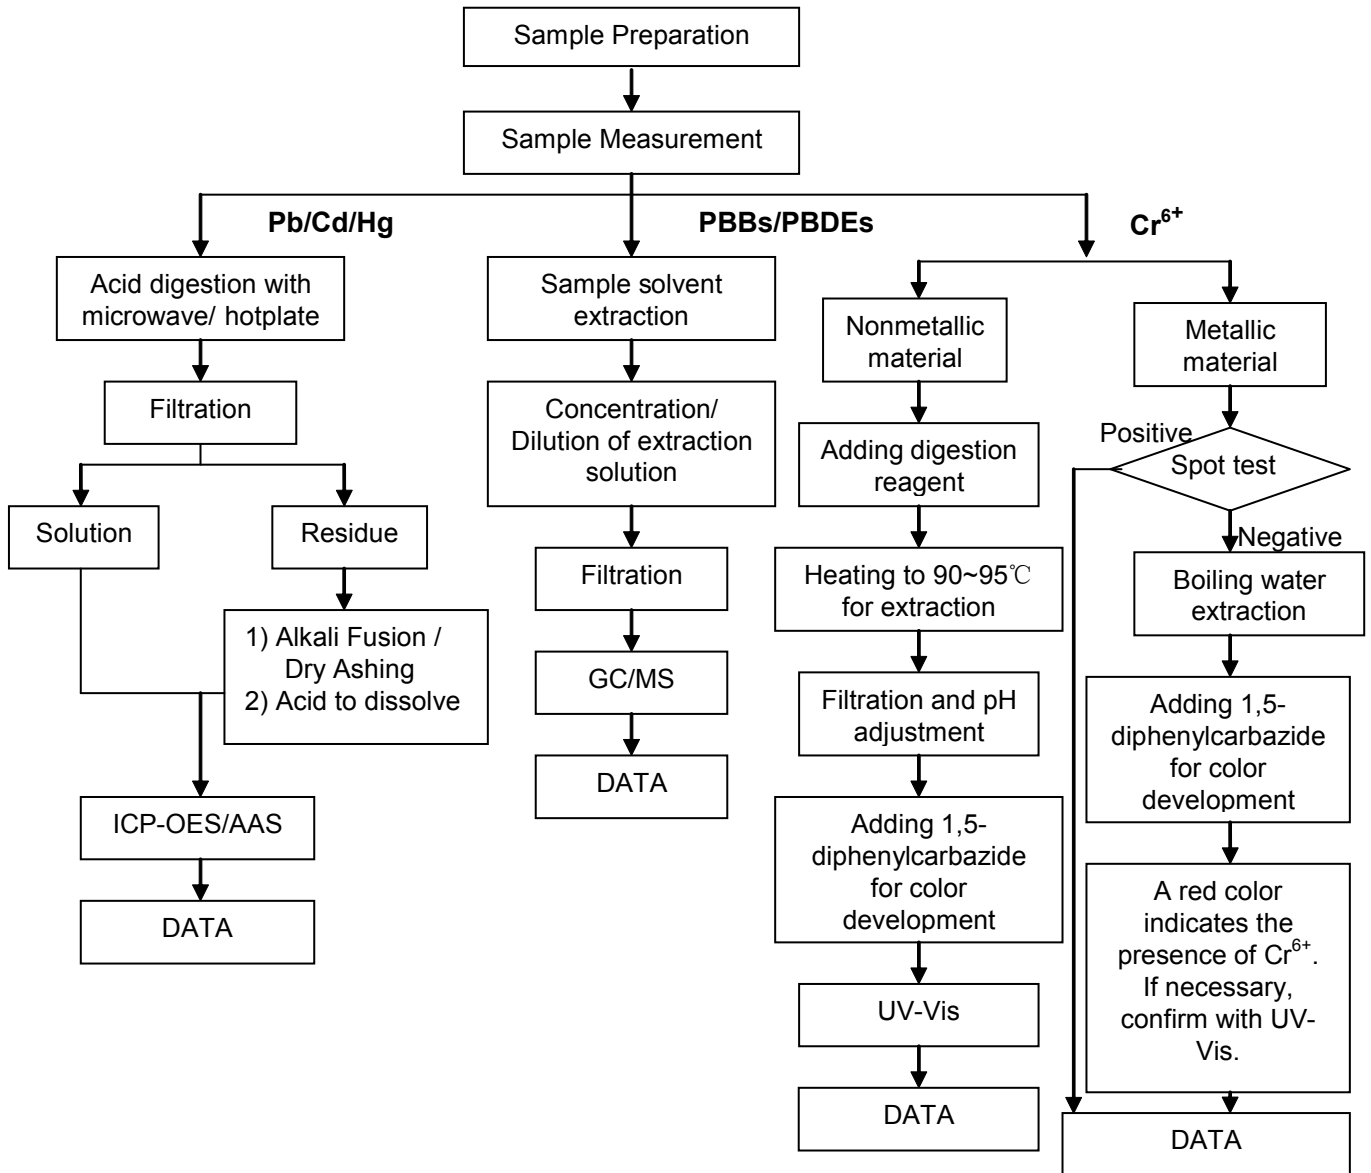 Sample Preparation
Sample Measurement
Pb/Cd/Hg
Acid digestion with
microwave/ hotplate
Filtration
Solution
Residue
1) Alkali Fusion /
Dry Ashing
2) Acid to dissolve
ICP-OES/AAS
DATA
PBBs/PBDEs
Sample solvent
extraction
Concentration/
Dilution of extraction
solution
Filtration
GC/MS
DATA
Cr⁶⁺
Nonmetallic
material
Adding digestion
reagent
Heating to 90~95℃
for extraction
Filtration and pH
adjustment
Adding 1,5-
diphenylcarbazide
for color
development
UV-Vis
DATA
Metallic
material
Positive
Spot test
Negative
Boiling water
extraction
Adding 1,5-
diphenylcarbazide
for color
development
A red color
indicates the
presence of Cr⁶⁺.
If necessary,
confirm with UV-
Vis.
DATA